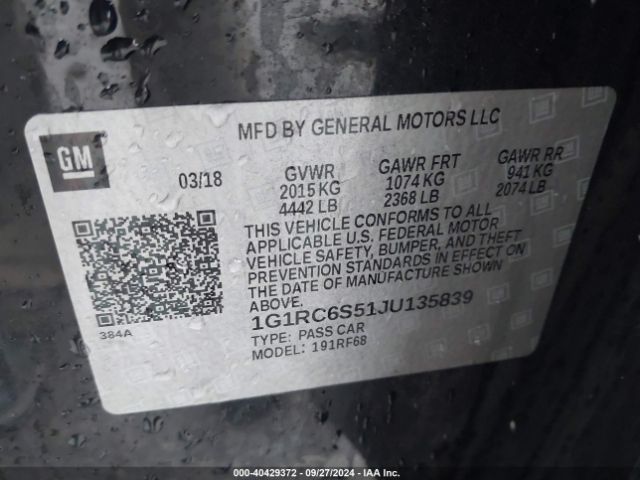 MFD BY GENERAL MOTORS LLC
GM
03/18
GVWR
2015 KG
4442 LB
GAWR FRT
1074 KG
2368 LB
GAWR RR
941 KG
2074 LB
THIS VEHICLE CONFORMS TO ALL
APPLICABLE U.S. FEDERAL MOTOR
VEHICLE SAFETY, BUMPER, AND THEFT
PREVENTION STANDARDS IN EFFECT ON
THE DATE OF MANUFACTURE SHOWN
ABOVE.
1G1RC6S51JU135839
TYPE: PASS CAR
MODEL: 191RF68
384A
000-40429372 - 09/27/2024 - IAA Inc.